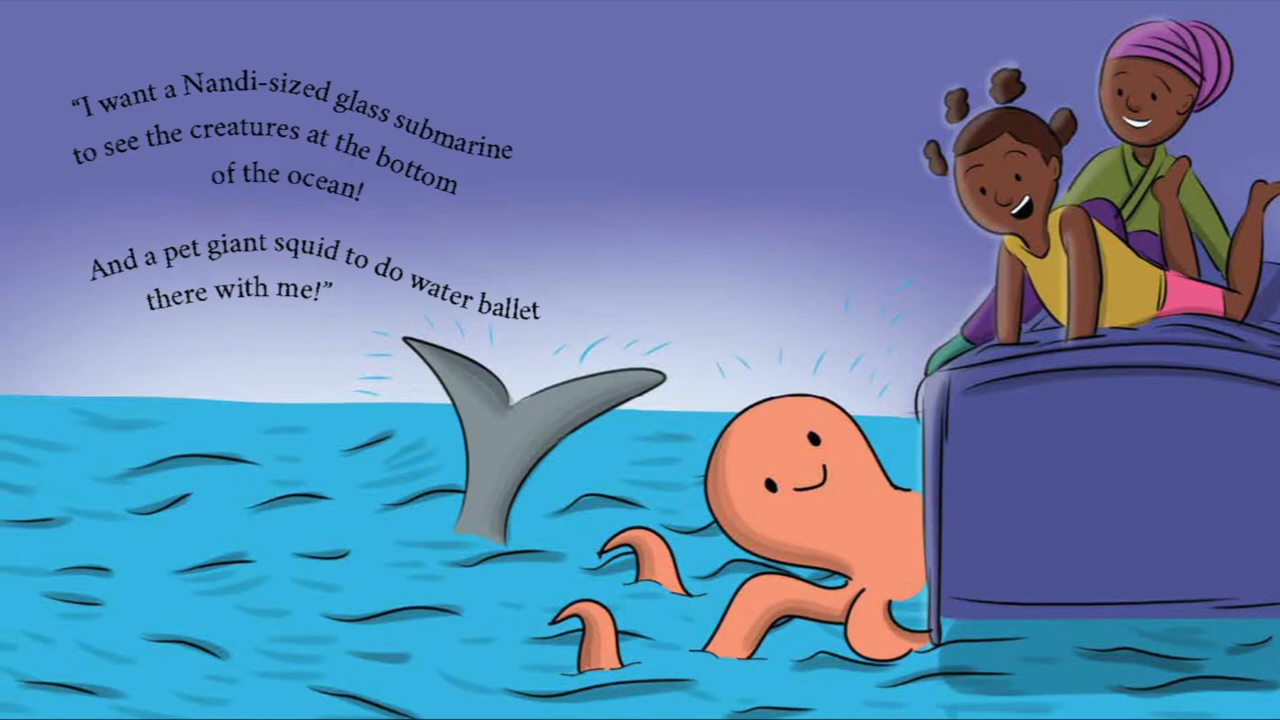 “I want a Nandi-sized glass submarine
to see the creatures at the bottom
of the ocean!
And a pet giant squid to do water ballet
there with me!”